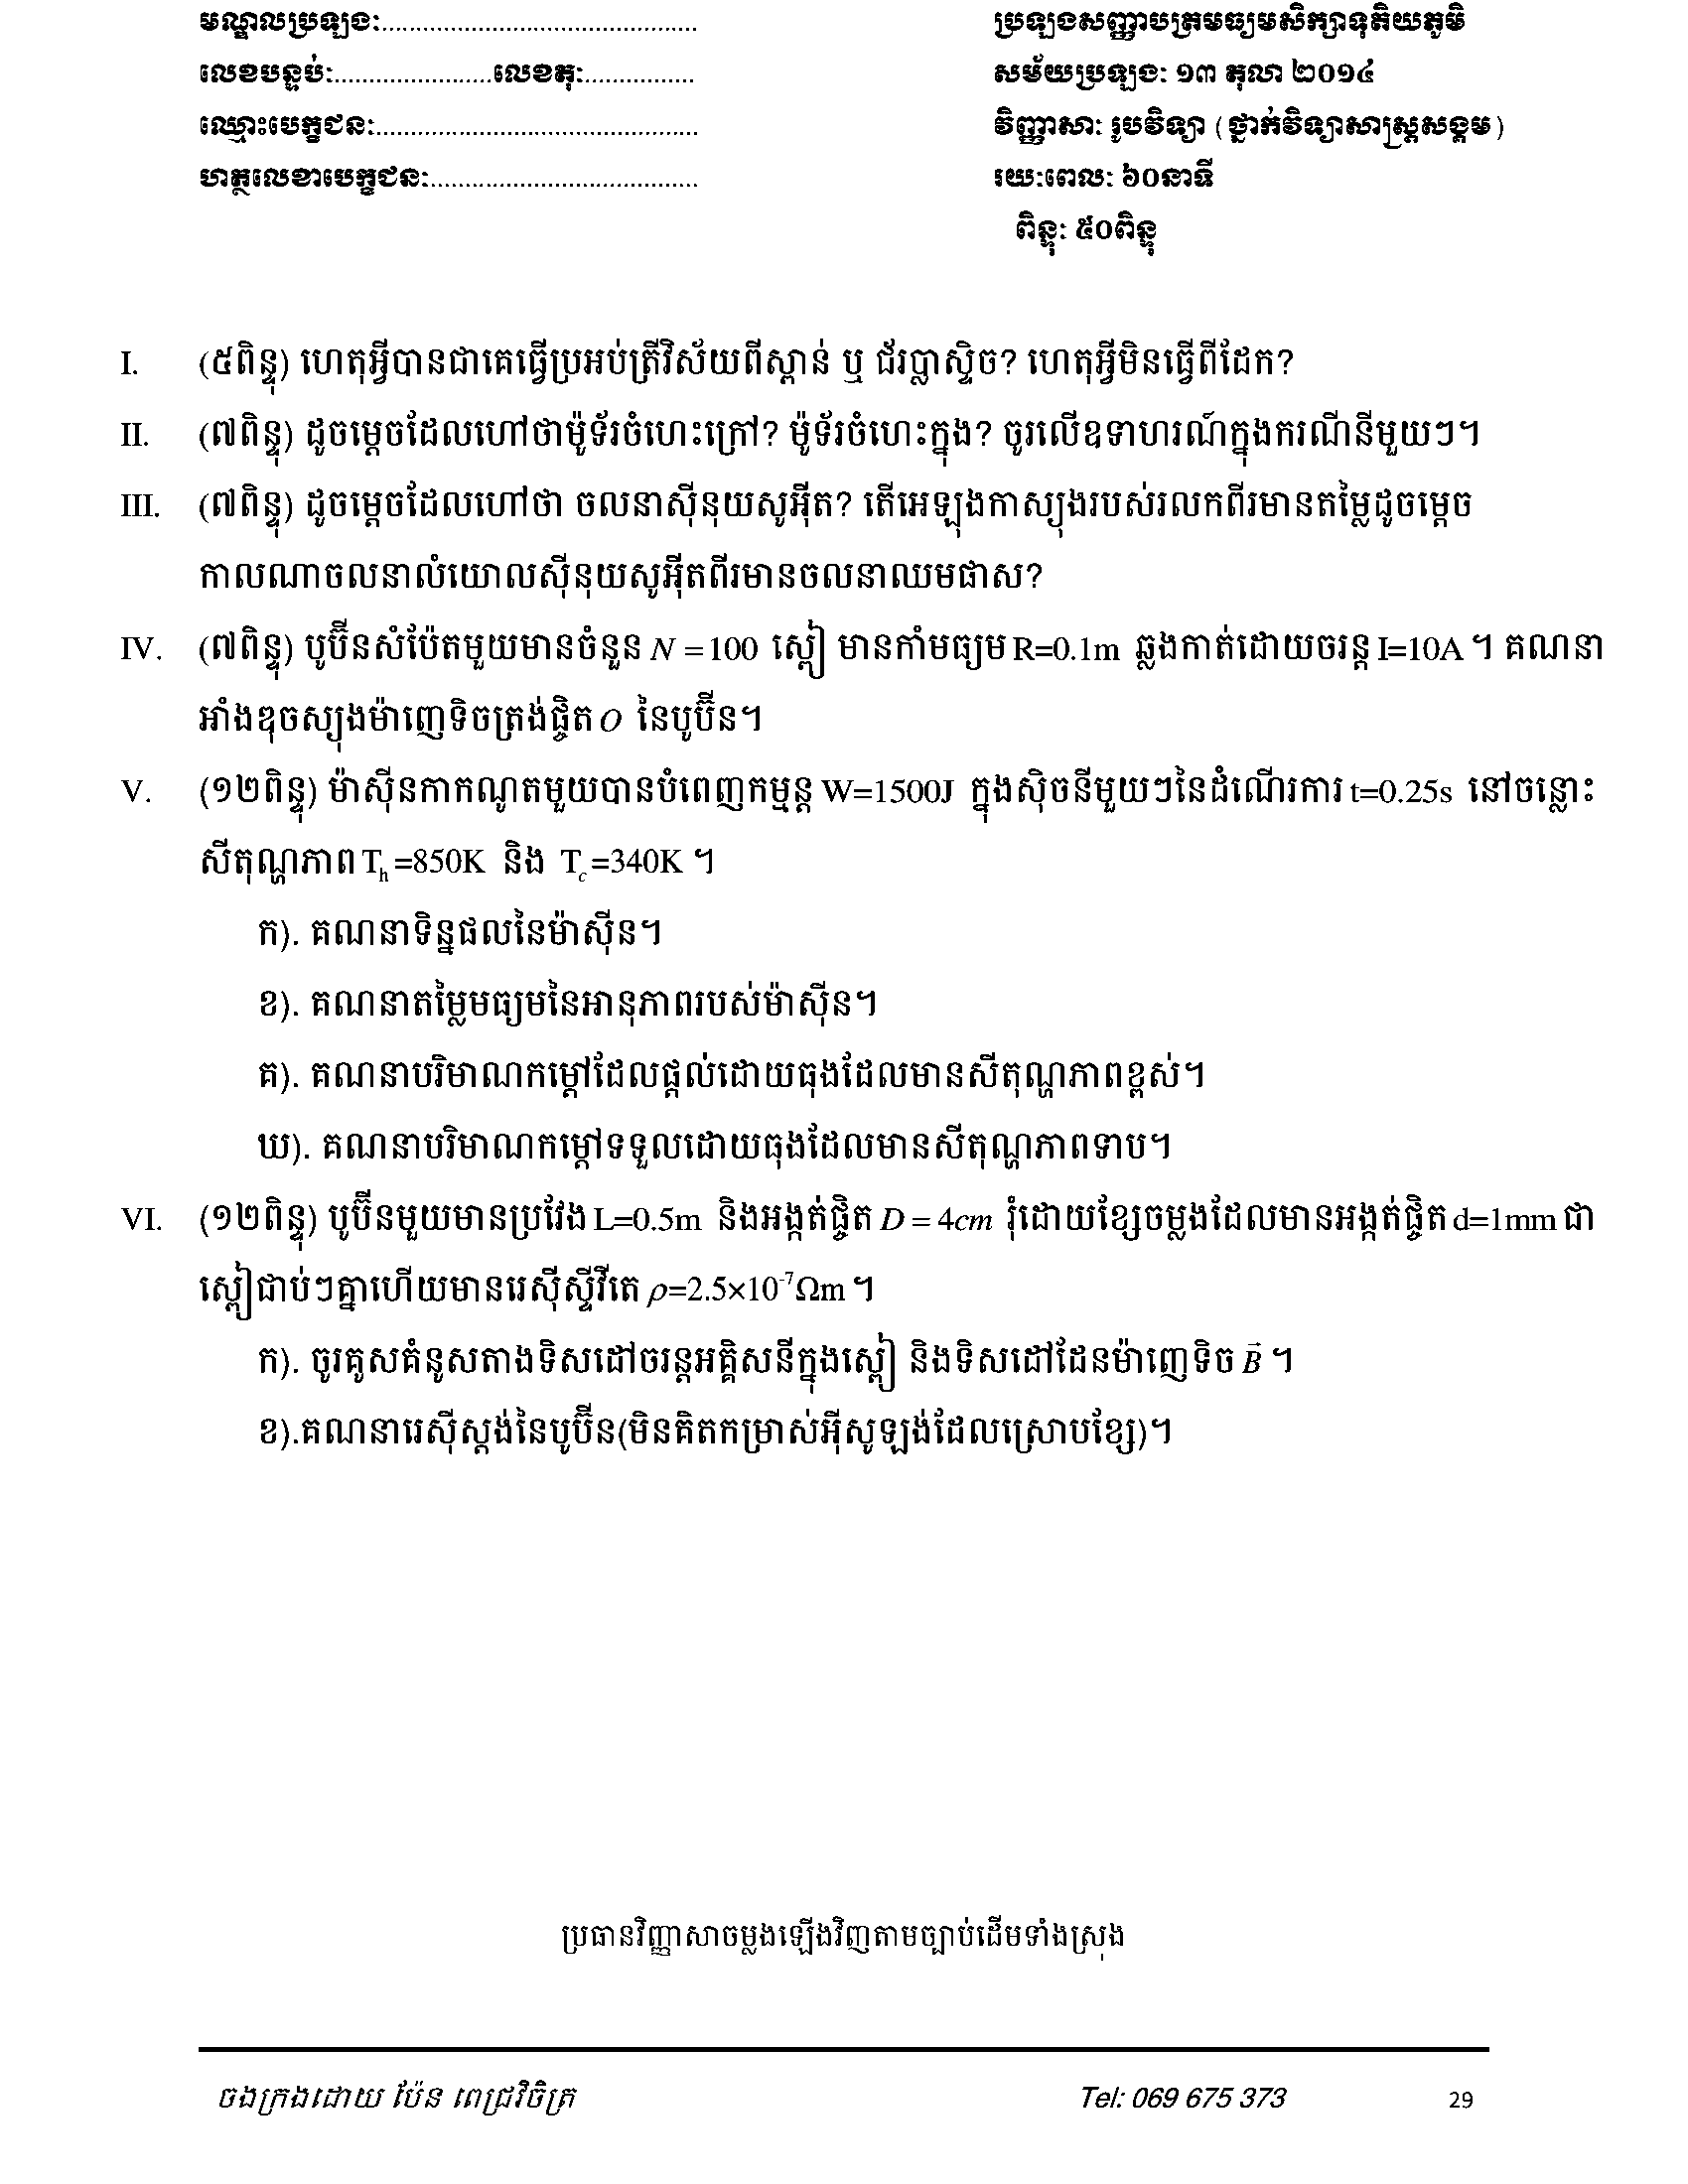 មណ្ឌលប្រឡង:..............................................
លេខបន្ទប់:.......................លេខតុ:................
ឈ្មោះបេក្ខជន:...............................................
ហត្ថលេខាបេក្ខជន:.......................................
ប្រឡងសញ្ញាបត្រមធ្យមសិក្សាទុតិយភូមិ
សម័យប្រឡង: ១៣ តុលា ២០១៤
វិញ្ញាសា: រូបវិទ្យា (ថ្នាក់វិទ្យាសាស្ត្រសង្គម)
រយ:ពេល: ៦០នាទី
ពិន្ទុ: ៥០ពិន្ទុ
I. (៥ពិន្ទុ) ហេតុអ្វីបានជាគេធ្វើប្រអប់ត្រីវិស័យពីស្ពាន់ ឬ ជ័រប្លាស្ទិច? ហេតុអ្វីមិនធ្វើពីដែក?
II. (៧ពិន្ទុ) ដូចម្ដេចដែលហៅថាម៉ូទ័រចំហេះក្រៅ? ម៉ូទ័រចំហេះក្នុង? ចូរលើឧទាហរណ៍ក្នុងករណីនីមួយៗ។
III. (៧ពិន្ទុ) ដូចម្ដេចដែលហៅថា ចលនាស៊ីនុយសូអ៊ីត? តើអេឡុងកាស្យុងរបស់រលកពីរមានតម្លៃដូចម្ដេច
កាលណាចលនាលំយោលស៊ីនុយសូអ៊ីតពីរមានចលនាឈមផាស?
IV. (៧ពិន្ទុ) បូប៊ីនសំប៉ែតមួយមានចំនួន N = 100 ស្ពៀ មានកាំមធ្យម R=0.1m ឆ្លងកាត់ដោយចរន្ត I=10A ។ គណនា
អាំងឌុចស្យុងម៉ាញេទិចត្រង់ផ្ចិត O នៃបូប៊ីន។
V. (១២ពិន្ទុ) ម៉ាស៊ីនកាកណូតមួយបានបំពេញកម្មន្ត W=1500J ក្នុងស៊ិចនីមួយៗនៃដំណើរការ t=0.25s នៅចន្លោះ
សីតុណ្ហភាព T_h =850K និង T_c =340K ។
ក). គណនាទិន្នផលនៃម៉ាស៊ីន។
ខ). គណនាតម្លៃមធ្យមនៃអានុភាពរបស់ម៉ាស៊ីន។
គ). គណនាបរិមាណកម្ដៅដែលផ្ដល់ដោយធុងដែលមានសីតុណ្ហភាពខ្ពស់។
ឃ). គណនាបរិមាណកម្ដៅទទួលដោយធុងដែលមានសីតុណ្ហភាពទាប។
VI. (១២ពិន្ទុ) បូប៊ីនមួយមានប្រវែង L=0.5m និងអង្កត់ផ្ចិត D = 4cm រុំដោយខ្សែចម្លងដែលមានអង្កត់ផ្ចិត d=1mm ជា
ស្ពៀជាប់ៗគ្នាហើយមានរេស៊ីស្ទីវីតេ ρ=2.5×10⁻⁷Ωm ។
ក). ចូរគូសគំនូសតាងទិសដៅចរន្តអគ្គិសនីក្នុងស្ពៀ និងទិសដៅដែនម៉ាញេទិច B⃗ ។
ខ).គណនារេស៊ីស្តង់នៃបូប៊ីន(មិនគិតកម្រាស់អ៊ីសូឡង់ដែលស្រោបខ្សែ)។
ប្រធានវិញ្ញាសាចម្លងឡើងវិញតាមច្បាប់ដើមទាំងស្រុង
ចងក្រងដោយ ប៉ែន ពេជ្រវិចិត្រ Tel: 069 675 373 29